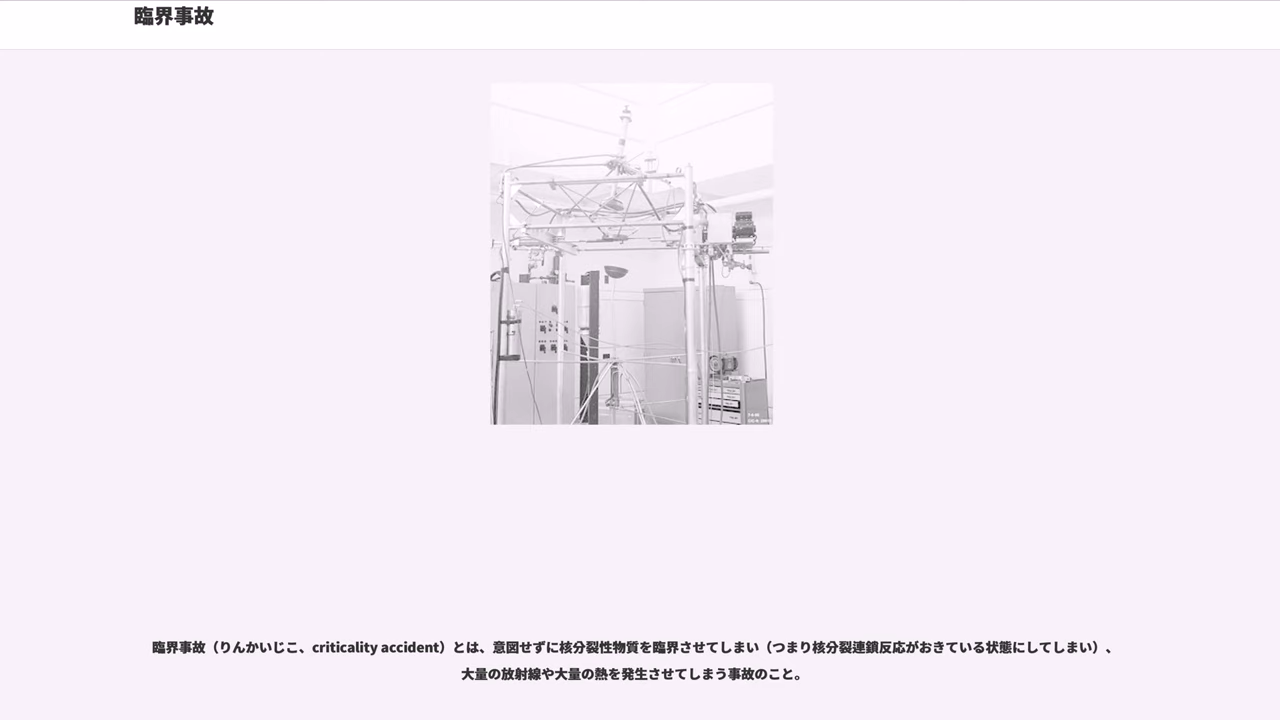 臨界事故
臨界事故（りんかいじこ、criticality accident）とは、意図せずに核分裂性物質を臨界させてしまい（つまり核分裂連鎖反応がおきている状態にしてしまい）、
大量の放射線や大量の熱を発生させてしまう事故のこと。